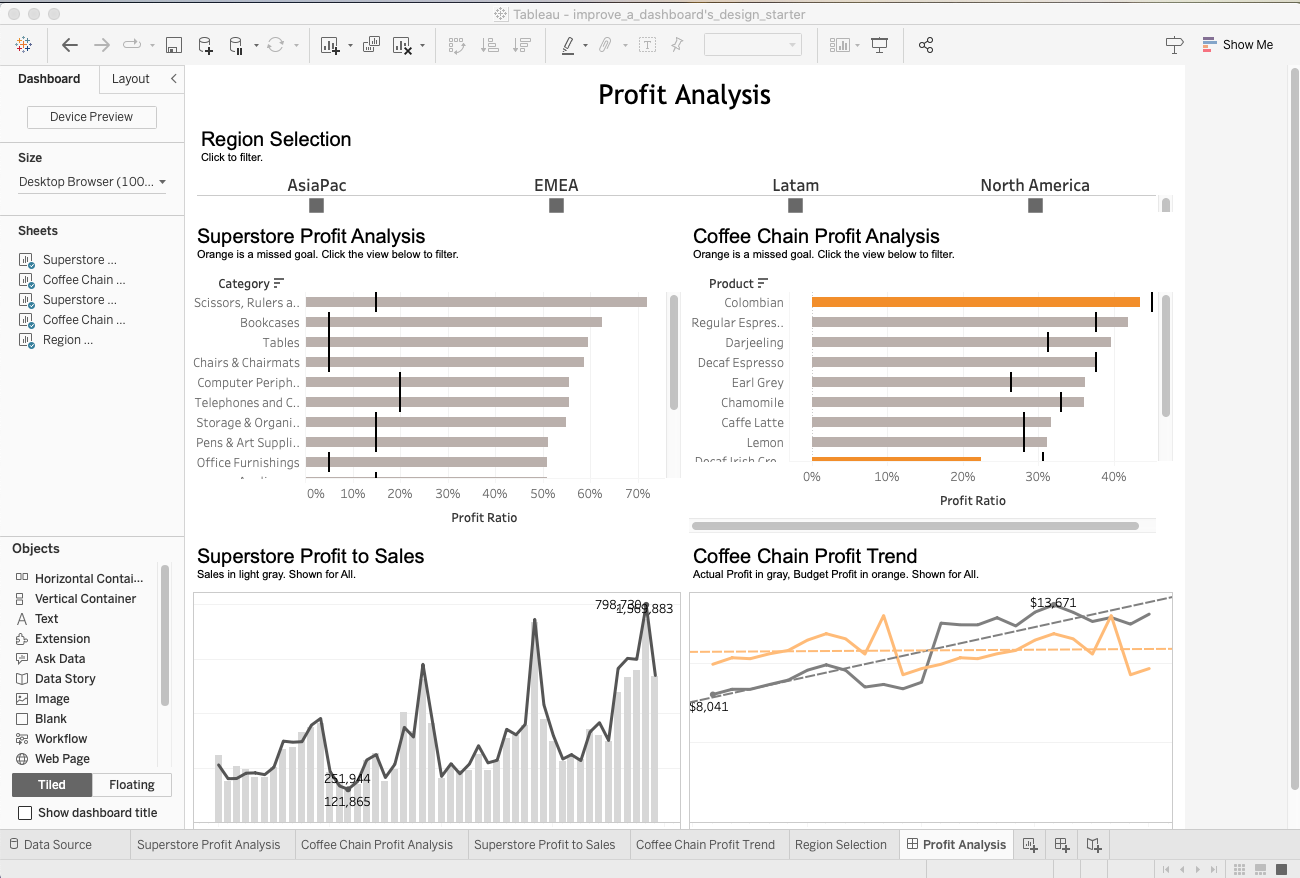 Tableau - improve_a_dashboard's_design_starter
Show Me
Dashboard
Layout
Device Preview
Size
Desktop Browser (100...
Sheets
Superstore ...
Coffee Chain ...
Superstore ...
Coffee Chain ...
Region ...
Objects
Horizontal Contai...
Vertical Container
Text
Extension
Ask Data
Data Story
Image
Blank
Workflow
Web Page
Tiled
Floating
Show dashboard title
Profit Analysis
Region Selection
Click to filter.
AsiaPac
EMEA
Latam
North America
Superstore Profit Analysis
Orange is a missed goal. Click the view below to filter.
Category
Scissors, Rulers a..
Bookcases
Tables
Chairs & Chairmats
Computer Periph..
Telephones and C..
Storage & Organi..
Pens & Art Suppli..
Office Furnishings
0% 10% 20% 30% 40% 50% 60% 70%
Profit Ratio
Coffee Chain Profit Analysis
Orange is a missed goal. Click the view below to filter.
Product
Colombian
Regular Espres..
Darjeeling
Decaf Espresso
Earl Grey
Chamomile
Caffe Latte
Lemon
Decaf Irish Cre..
0% 10% 20% 30% 40%
Profit Ratio
Superstore Profit to Sales
Sales in light gray. Shown for All.
798,730
1,569,883
251,944
121,865
Coffee Chain Profit Trend
Actual Profit in gray, Budget Profit in orange. Shown for All.
$13,671
$8,041
Data Source
Superstore Profit Analysis
Coffee Chain Profit Analysis
Superstore Profit to Sales
Coffee Chain Profit Trend
Region Selection
Profit Analysis